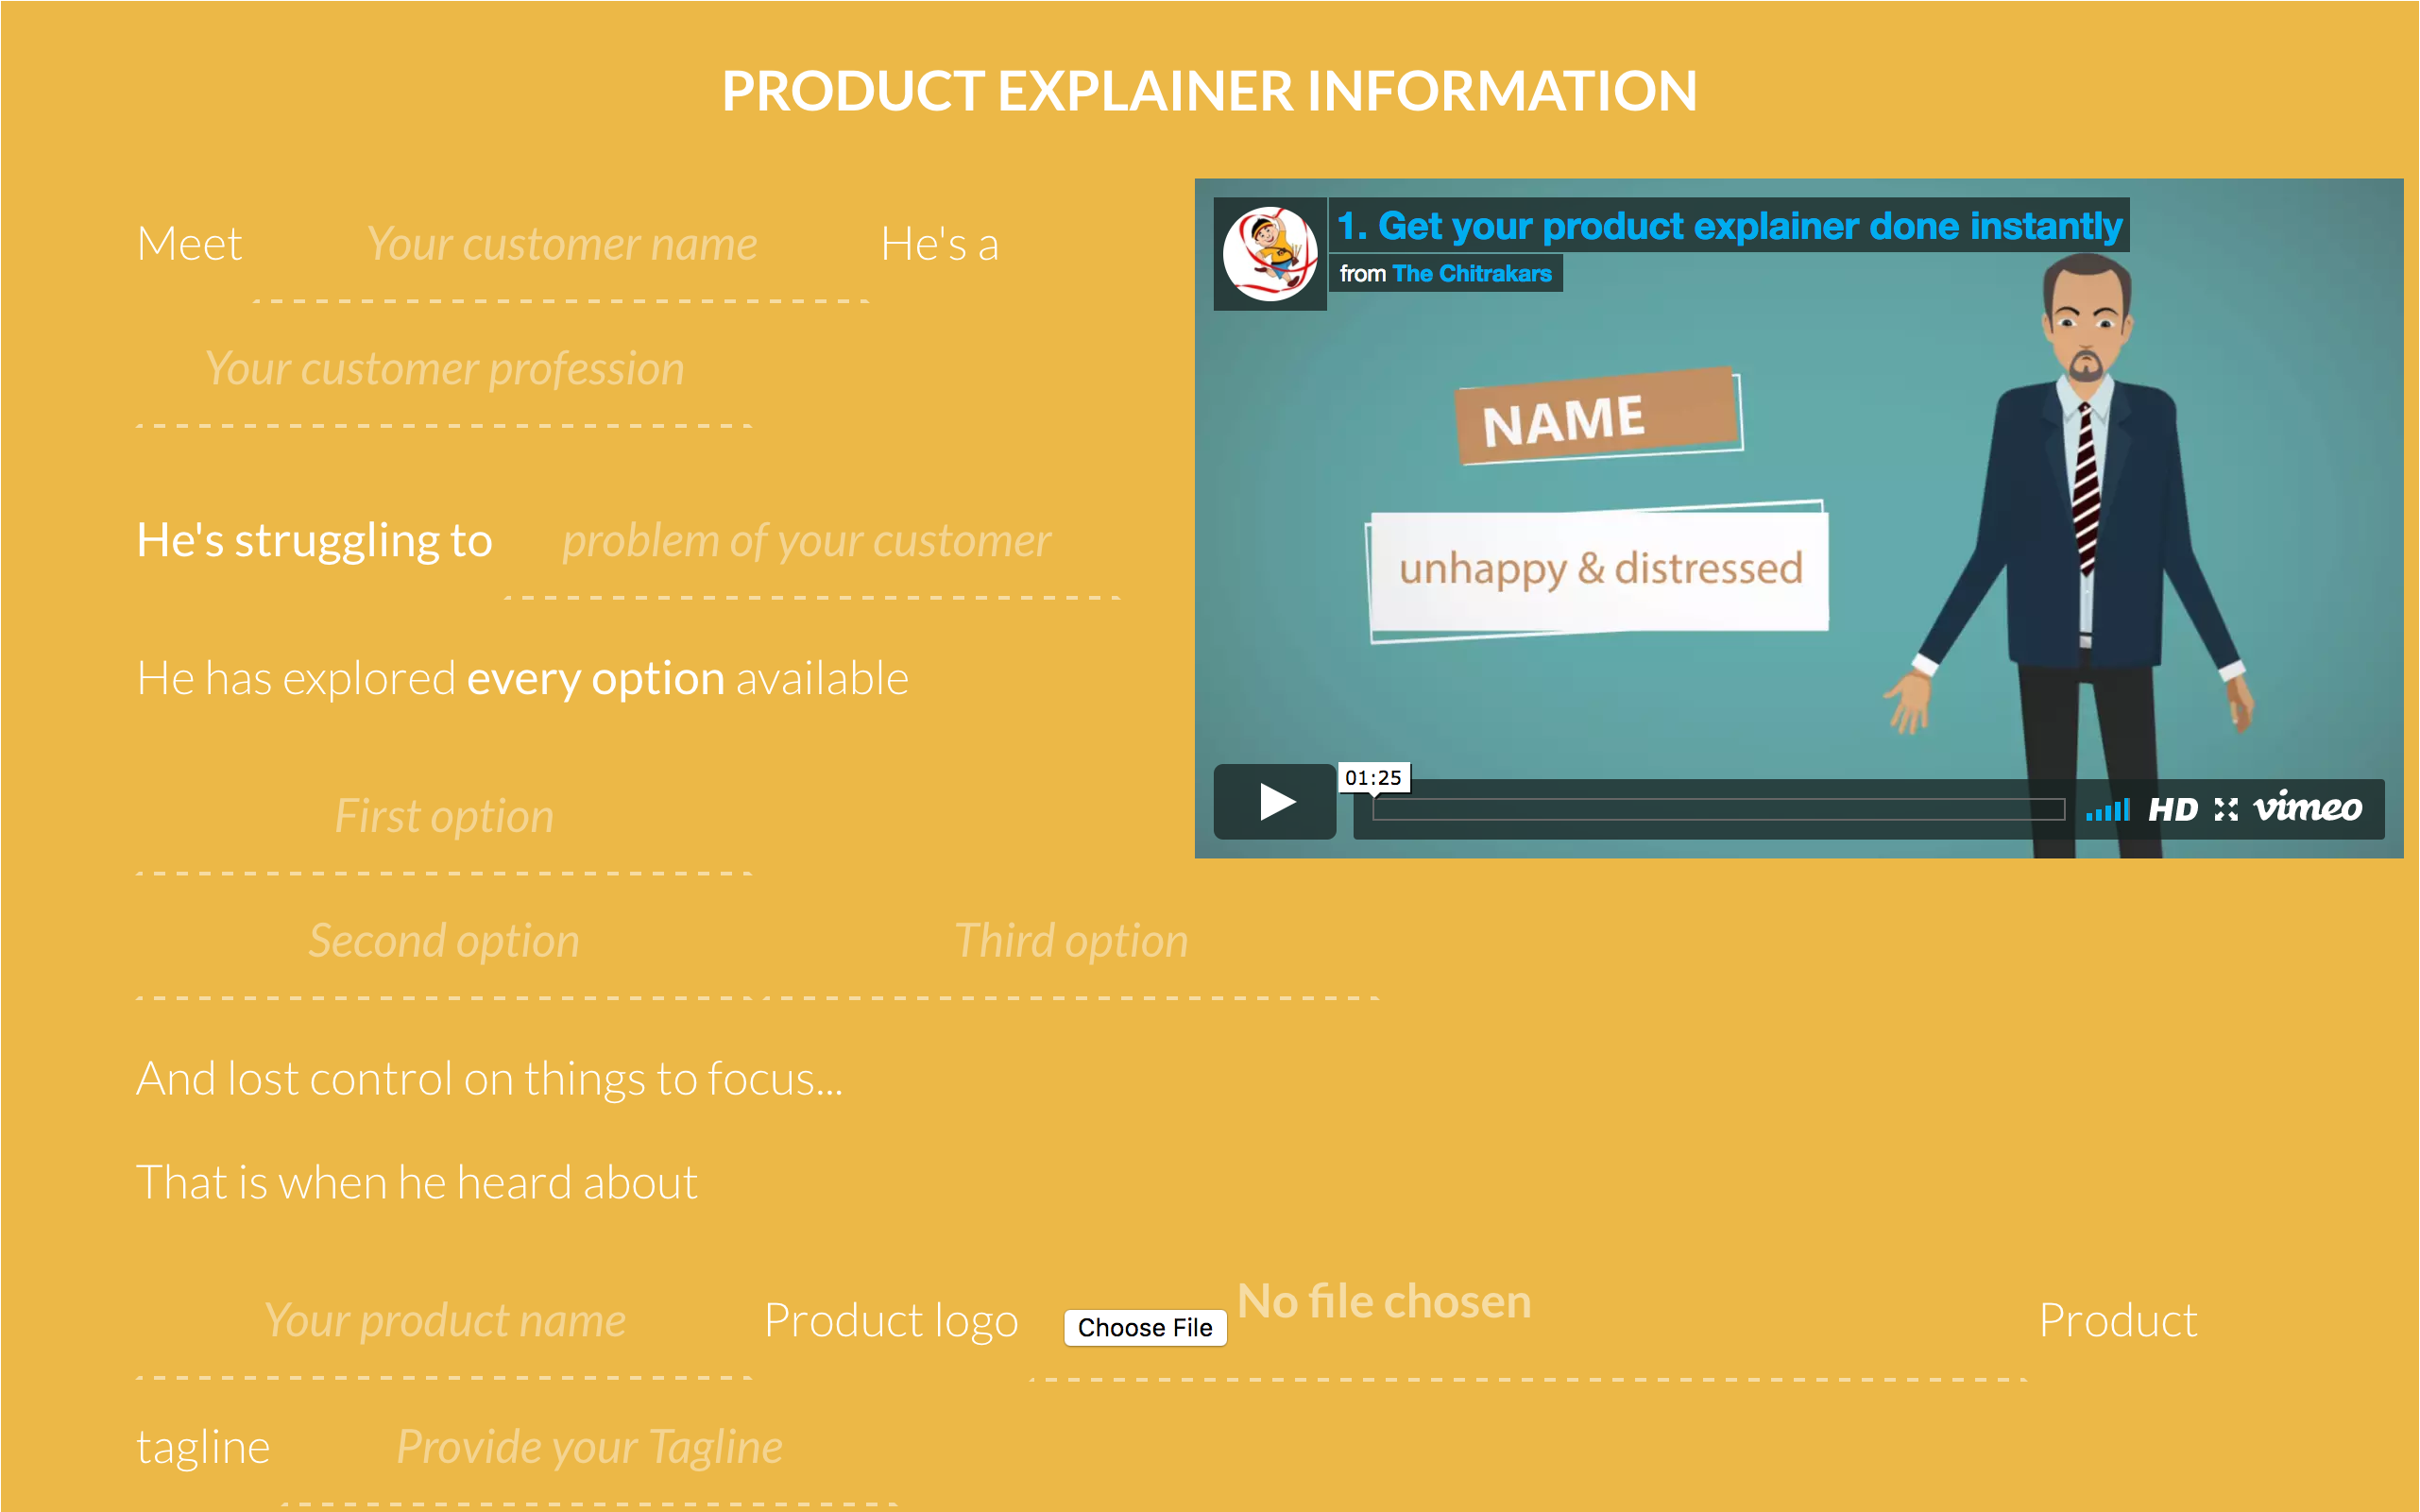 PRODUCT EXPLAINER INFORMATION
Meet Your customer name He's a
Your customer profession
He's struggling to problem of your customer
He has explored every option available
First option
Second option Third option
And lost control on things to focus...
That is when he heard about
Your product name Product logo Choose File No file chosen Product
tagline Provide your Tagline
1. Get your product explainer done instantly
from The Chitrakars
NAME
unhappy & distressed
01:25
HD vimeo